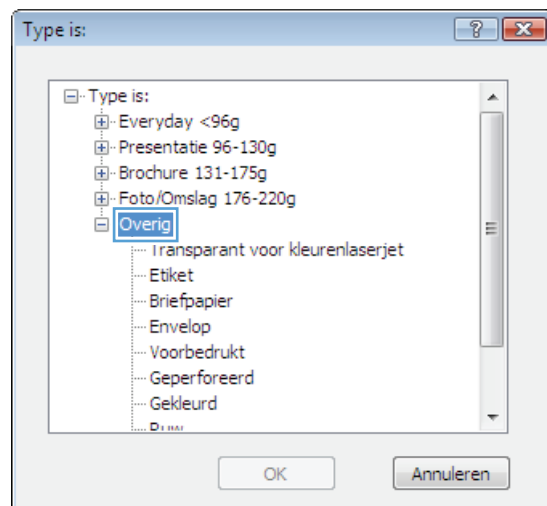 Type is:
Type is:
Everyday <96g
Presentatie 96-130g
Brochure 131-175g
Foto/Omslag 176-220g
Overig
Transparant voor kleurenlaserjet
Etiket
Briefpapier
Envelop
Voorbedrukt
Geperforeerd
Gekleurd
OK
Annuleren